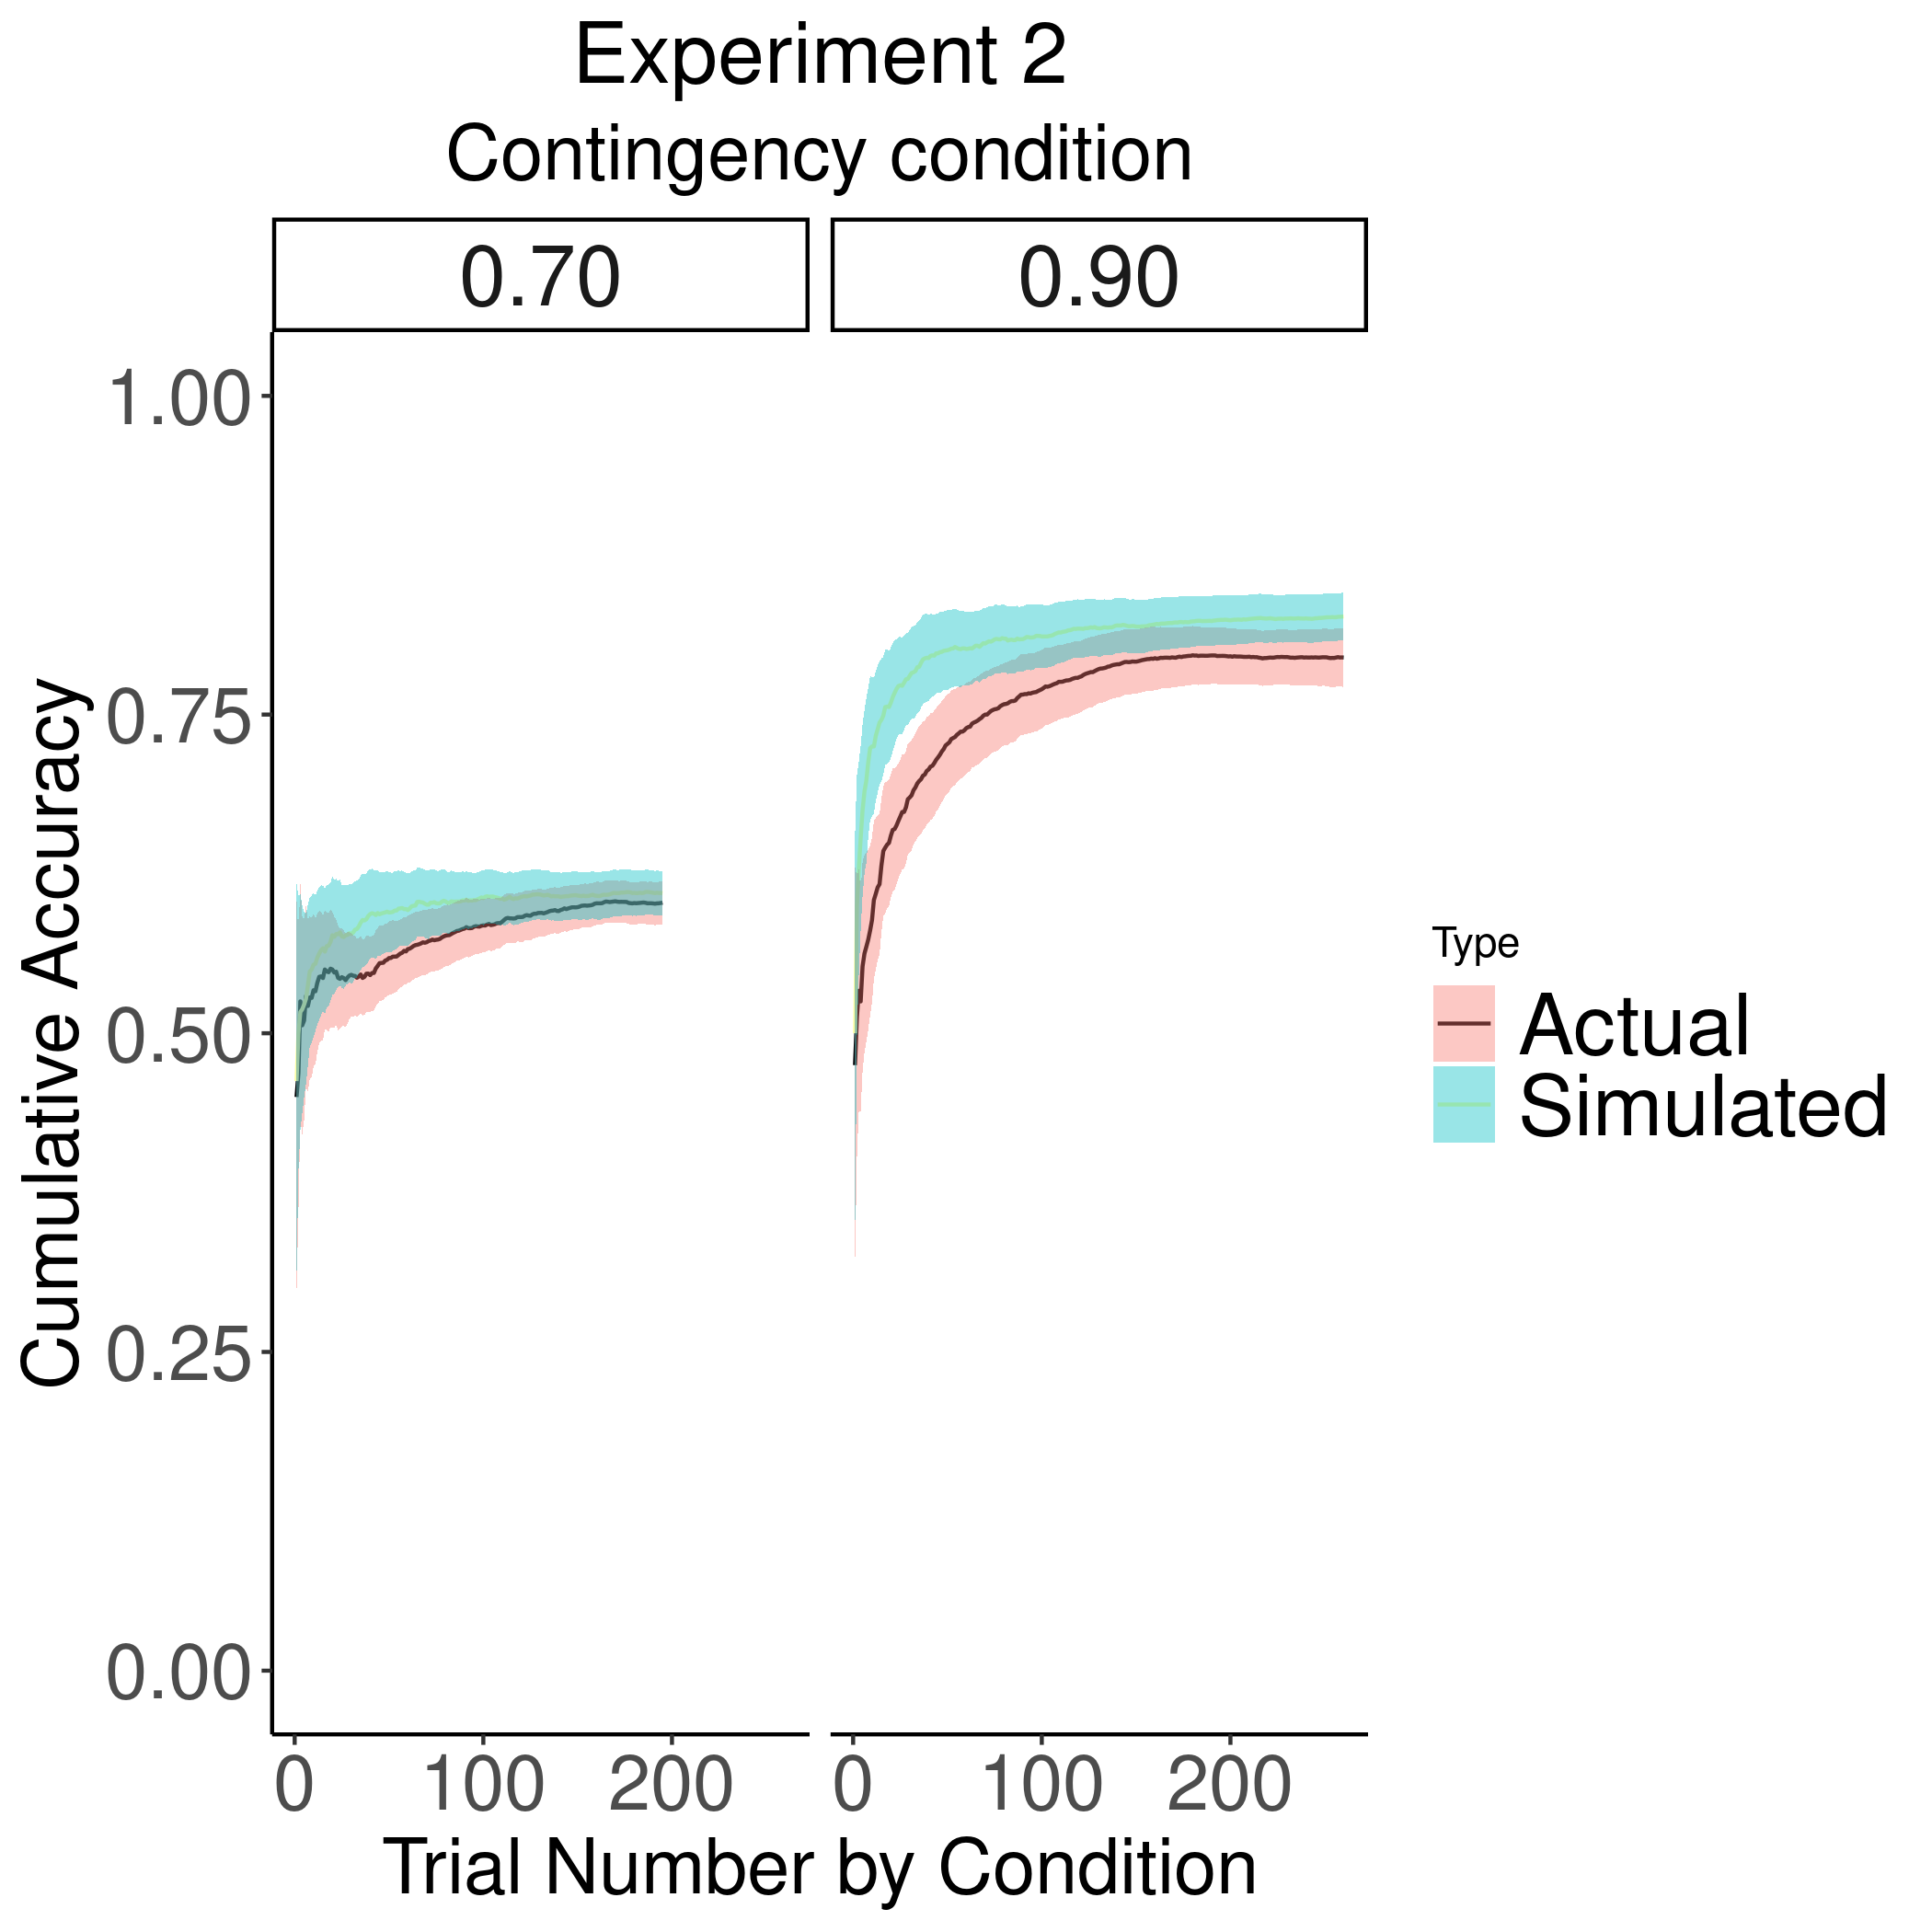 Experiment 2
Contingency condition
0.70 0.90
1.00
0.75
0.50
0.25
0.00
Cumulative Accuracy
0 100 200 0 100 200
Trial Number by Condition
Type
Actual
Simulated